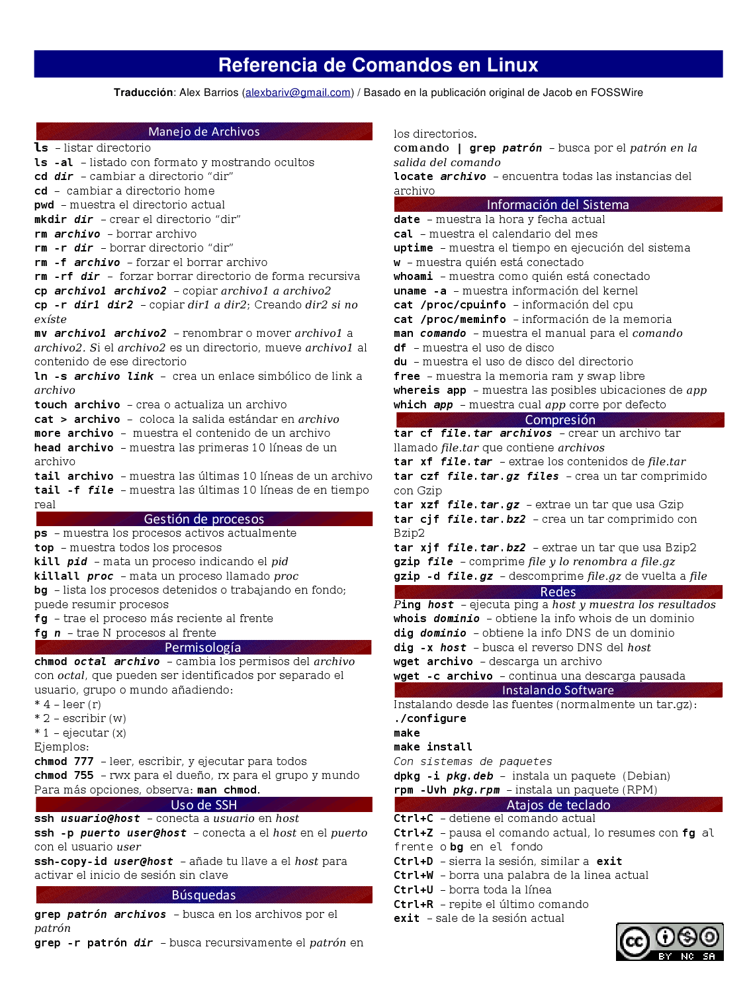 Referencia de Comandos en Linux
Traducción: Alex Barrios (alexbariv@gmail.com) / Basado en la publicación original de Jacob en FOSSWire
Manejo de Archivos
ls – listar directorio
ls -al – listado con formato y mostrando ocultos
cd dir – cambiar a directorio “dir”
cd – cambiar a directorio home
pwd – muestra el directorio actual
mkdir dir – crear el directorio “dir”
rm archivo – borrar archivo
rm -r dir – borrar directorio “dir”
rm -f archivo – forzar el borrar archivo
rm -rf dir – forzar borrar directorio de forma recursiva
cp archivo1 archivo2 – copiar archivo1 a archivo2
cp -r dir1 dir2 – copiar dir1 a dir2; Creando dir2 si no
exíste
mv archivo1 archivo2 – renombrar o mover archivo1 a
archivo2. Si el archivo2 es un directorio, mueve archivo1 al
contenido de ese directorio
ln -s archivo link – crea un enlace simbólico de link a
archivo
touch archivo – crea o actualiza un archivo
cat > archivo – coloca la salida estándar en archivo
more archivo – muestra el contenido de un archivo
head archivo – muestra las primeras 10 líneas de un
archivo
tail archivo – muestra las últimas 10 líneas de un archivo
tail -f file – muestra las últimas 10 líneas de en tiempo
real
Gestión de procesos
ps – muestra los procesos activos actualmente
top – muestra todos los procesos
kill pid – mata un proceso indicando el pid
killall proc – mata un proceso llamado proc
bg – lista los procesos detenidos o trabajando en fondo;
puede resumir procesos
fg – trae el proceso más reciente al frente
fg n – trae N procesos al frente
Permisología
chmod octal archivo – cambia los permisos del archivo
con octal, que pueden ser identificados por separado el
usuario, grupo o mundo añadiendo:
* 4 – leer (r)
* 2 – escribir (w)
* 1 – ejecutar (x)
Ejemplos:
chmod 777 – leer, escribir, y ejecutar para todos
chmod 755 – rwx para el dueño, rx para el grupo y mundo
Para más opciones, observa: man chmod.
Uso de SSH
ssh usuario@host – conecta a usuario en host
ssh -p puerto user@host – conecta a el host en el puerto
con el usuario user
ssh-copy-id user@host – añade tu llave a el host para
activar el inicio de sesión sin clave
Búsquedas
grep patrón archivos – busca en los archivos por el
patrón
grep -r patrón dir – busca recursivamente el patrón en
los directorios.
comando | grep patrón – busca por el patrón en la
salida del comando
locate archivo – encuentra todas las instancias del
archivo
Información del Sistema
date – muestra la hora y fecha actual
cal – muestra el calendario del mes
uptime – muestra el tiempo en ejecución del sistema
w – muestra quién está conectado
whoami – muestra como quién está conectado
uname -a – muestra información del kernel
cat /proc/cpuinfo – información del cpu
cat /proc/meminfo – información de la memoria
man comando – muestra el manual para el comando
df – muestra el uso de disco
du – muestra el uso de disco del directorio
free – muestra la memoria ram y swap libre
whereis app – muestra las posibles ubicaciones de app
which app – muestra cual app corre por defecto
Compresión
tar cf file.tar archivos – crear un archivo tar
llamado file.tar que contiene archivos
tar xf file.tar – extrae los contenidos de file.tar
tar czf file.tar.gz files – crea un tar comprimido
con Gzip
tar xzf file.tar.gz – extrae un tar que usa Gzip
tar cjf file.tar.bz2 – crea un tar comprimido con
Bzip2
tar xjf file.tar.bz2 – extrae un tar que usa Bzip2
gzip file – comprime file y lo renombra a file.gz
gzip -d file.gz – descomprime file.gz de vuelta a file
Redes
Ping host – ejecuta ping a host y muestra los resultados
whois dominio – obtiene la info whois de un dominio
dig dominio – obtiene la info DNS de un dominio
dig -x host – busca el reverso DNS del host
wget archivo – descarga un archivo
wget -c archivo – continua una descarga pausada
Instalando Software
Instalando desde las fuentes (normalmente un tar.gz):
./configure
make
make install
Con sistemas de paquetes
dpkg -i pkg.deb – instala un paquete (Debian)
rpm -Uvh pkg.rpm – instala un paquete (RPM)
Atajos de teclado
Ctrl+C – detiene el comando actual
Ctrl+Z – pausa el comando actual, lo resumes con fg al
frente o bg en el fondo
Ctrl+D – sierra la sesión, similar a exit
Ctrl+W – borra una palabra de la linea actual
Ctrl+U – borra toda la línea
Ctrl+R – repite el último comando
exit – sale de la sesión actual
cc
BY NC SA